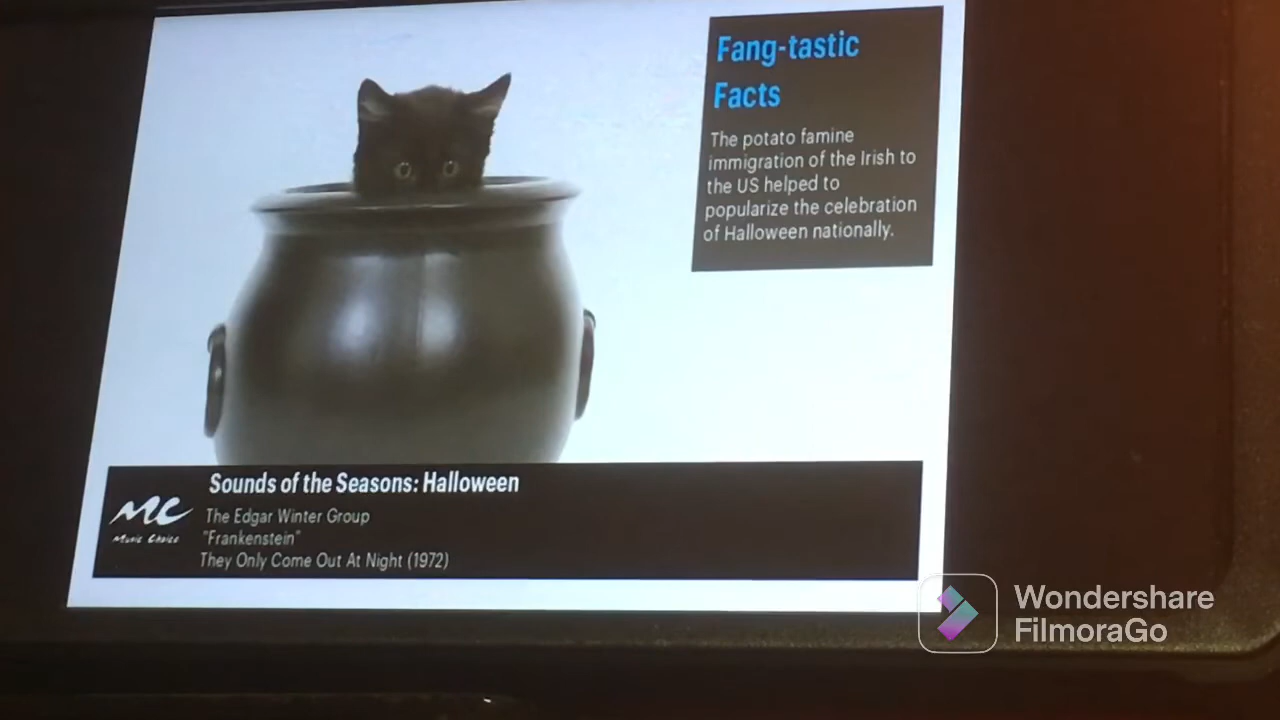 Fang-tastic
Facts
The potato famine
immigration of the Irish to
the US helped to
popularize the celebration
of Halloween nationally.
Sounds of the Seasons: Halloween
The Edgar Winter Group
"Frankenstein"
They Only Come Out At Night (1972)
MC
Music Choice
Wondershare
FilmoraGo